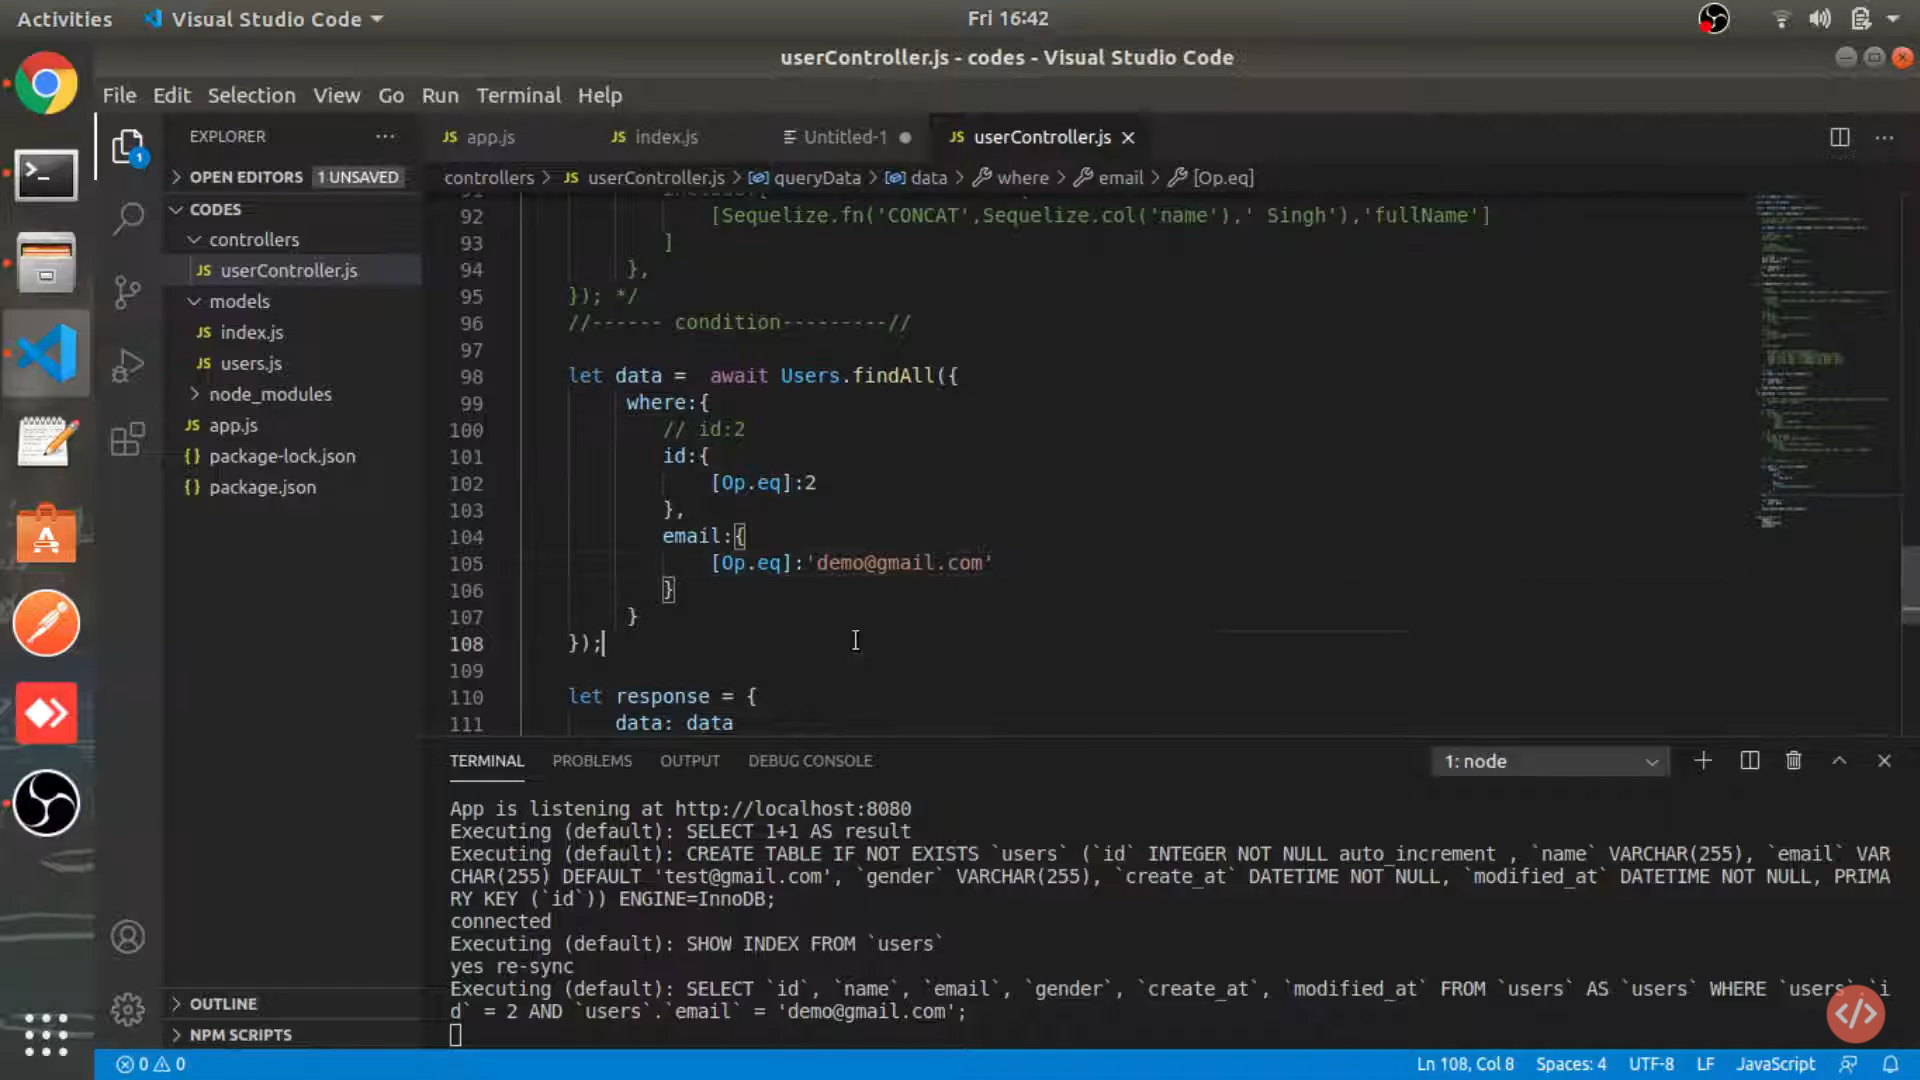 Activities Visual Studio Code Fri 16:42
userController.js - codes - Visual Studio Code
File Edit Selection View Go Run Terminal Help
EXPLORER ··· JS app.js JS index.js Untitled-1 JS userController.js
OPEN EDITORS 1 UNSAVED
controllers > JS userController.js > queryData > data > where > email > [Op.eq]
CODES
controllers
JS userController.js
models
JS index.js
JS users.js
node_modules
JS app.js
{} package-lock.json
{} package.json
OUTLINE
NPM SCRIPTS
92 [Sequelize.fn('CONCAT',Sequelize.col('name'),' Singh'),'fullName']
93 ]
94 },
95 }); */
96 //------ condition---------//
97
98 let data =  await Users.findAll({
99 where:{
100 // id:2
101 id:{
102 [Op.eq]:2
103 },
104 email:{
105 [Op.eq]:'demo@gmail.com'
106 }
107 }
108 });
109
110 let response = {
111 data: data
TERMINAL PROBLEMS OUTPUT DEBUG CONSOLE 1: node
App is listening at http://localhost:8080
Executing (default): SELECT 1+1 AS result
Executing (default): CREATE TABLE IF NOT EXISTS `users` (`id` INTEGER NOT NULL auto_increment , `name` VARCHAR(255), `email` VAR
CHAR(255) DEFAULT 'test@gmail.com', `gender` VARCHAR(255), `create_at` DATETIME NOT NULL, `modified_at` DATETIME NOT NULL, PRIMA
RY KEY (`id`)) ENGINE=InnoDB;
connected
Executing (default): SHOW INDEX FROM `users`
yes re-sync
Executing (default): SELECT `id`, `name`, `email`, `gender`, `create_at`, `modified_at` FROM `users` AS `users` WHERE `users`.`i
d` = 2 AND `users`.`email` = 'demo@gmail.com';
0 0 Ln 108, Col 8 Spaces: 4 UTF-8 LF JavaScript